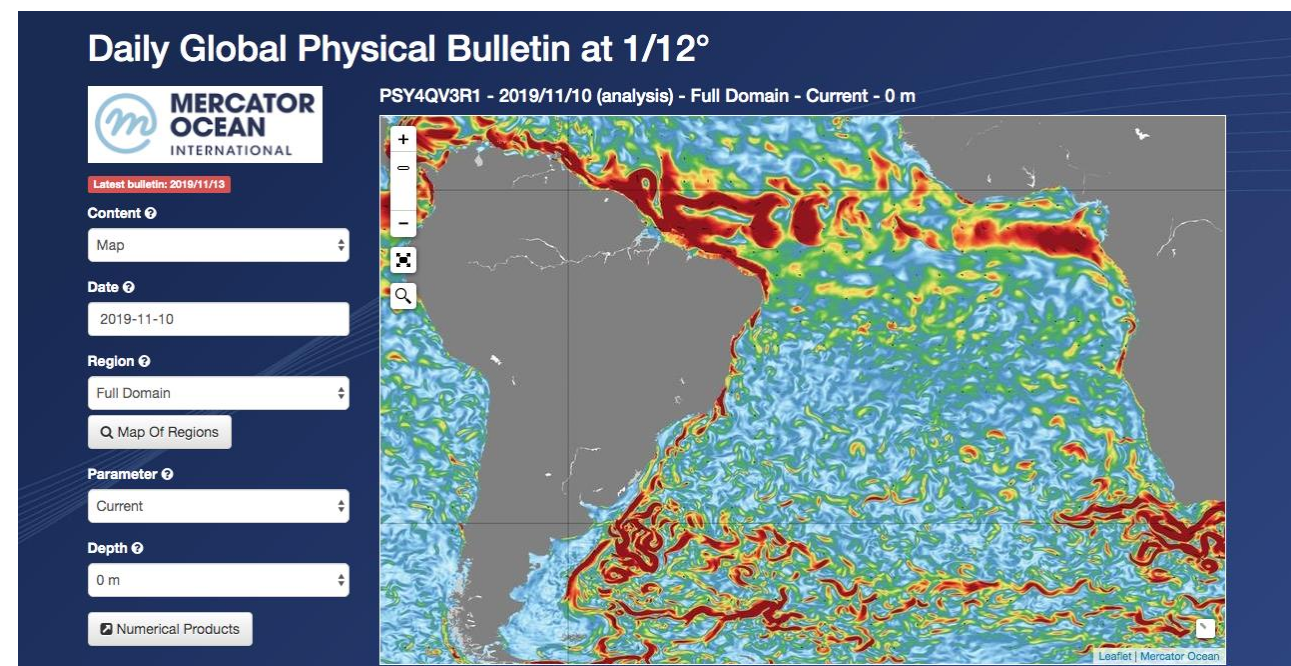 Daily Global Physical Bulletin at 1/12°
MERCATOR
OCEAN
INTERNATIONAL
PSY4QV3R1 - 2019/11/10 (analysis) - Full Domain - Current - 0 m
Latest bulletin: 2019/11/13
Content
Map
Date
2019-11-10
Region
Full Domain
Map Of Regions
Parameter
Current
Depth
0 m
Numerical Products
Leaflet | Mercator Ocean